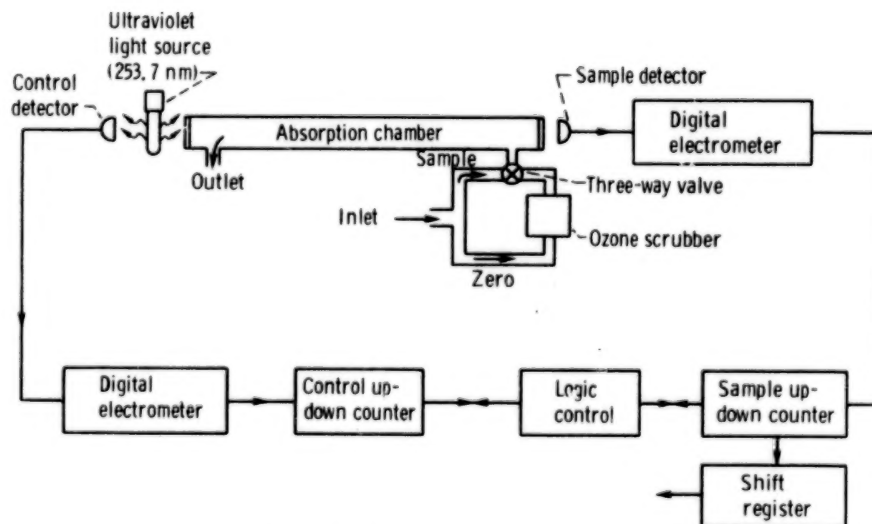 Ultraviolet
light source
(253.7 nm)
Control
detector
Sample detector
Absorption chamber
Digital
electrometer
Sample
Outlet
Three-way valve
Inlet
Ozone scrubber
Zero
Digital
electrometer
Control up-
down counter
Logic
control
Sample up-
down counter
Shift
register